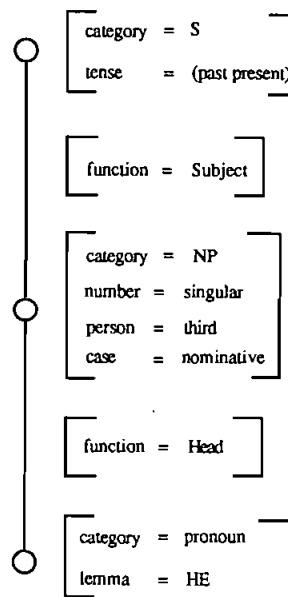 category = S
tense = (past present)
function = Subject
category = NP
number = singular
person = third
case = nominative
function = Head
category = pronoun
lemma = HE